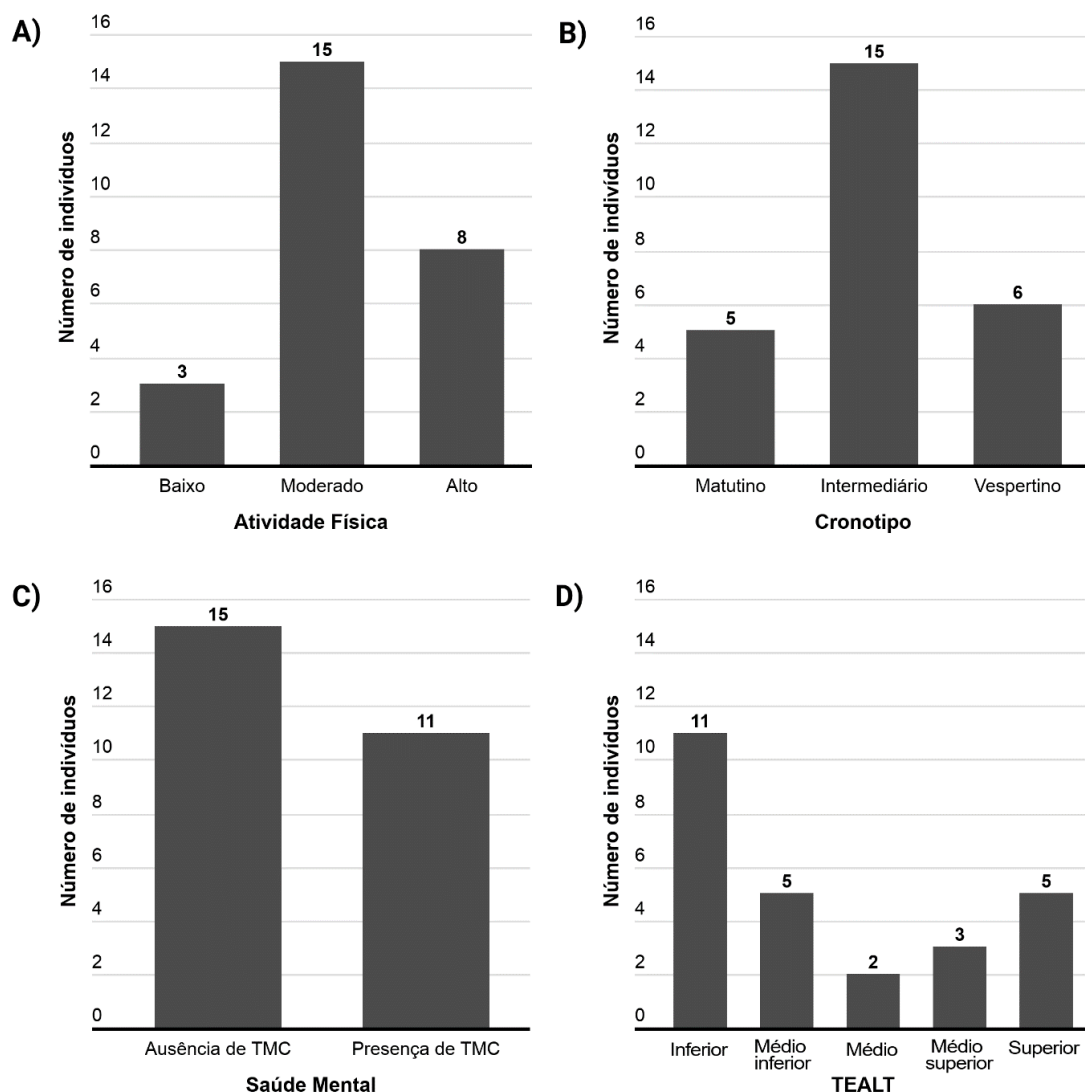 A)
Número de indivíduos
16
14
12
10
8
6
4
2
0
3
15
8
Baixo
Moderado
Alto
Atividade Física
B)
Número de indivíduos
16
14
12
10
8
6
4
2
0
5
15
6
Matutino
Intermediário
Vespertino
Cronotipo
C)
Número de indivíduos
16
14
12
10
8
6
4
2
0
15
11
Ausência de TMC
Presença de TMC
Saúde Mental
D)
Número de indivíduos
16
14
12
10
8
6
4
2
0
11
5
2
3
5
Inferior
Médio
inferior
Médio
Médio
superior
Superior
TEALT